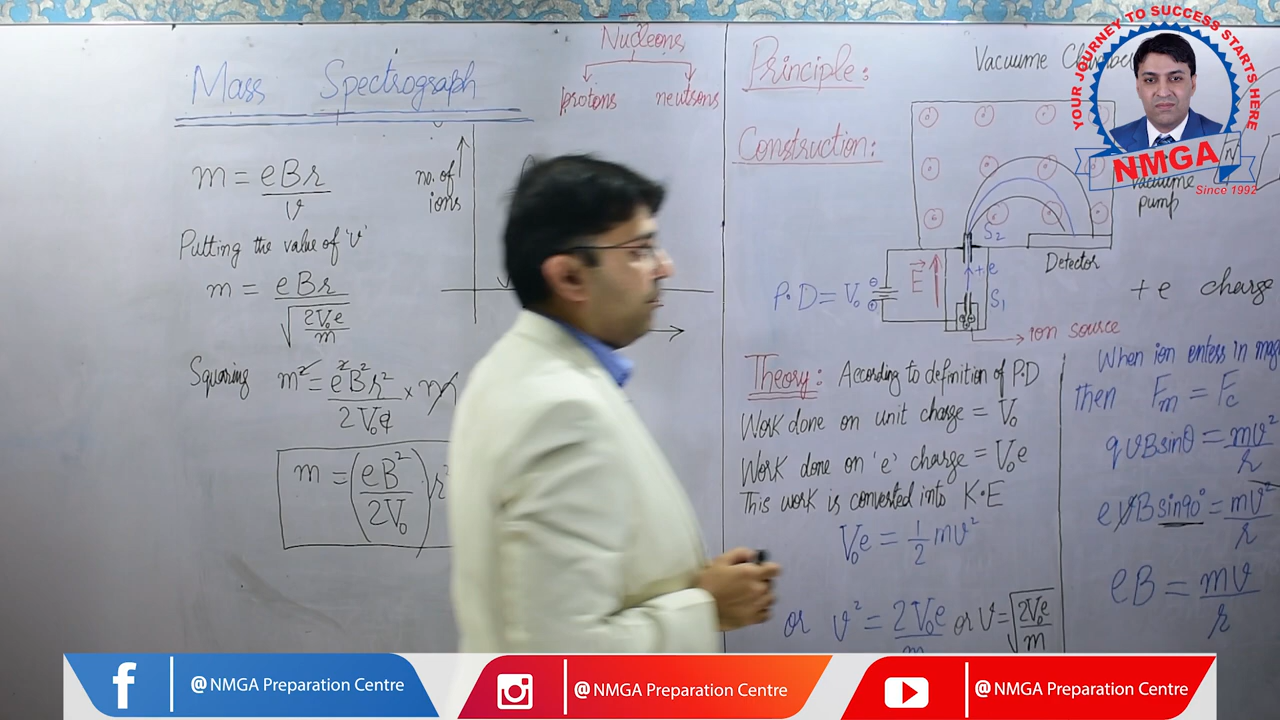 Mass Spectrograph
m = eBr / v
Putting the value of 'v'
m = eBr / √(2V₀e / m)
Squaring m² = e²B²r² / 2V₀e × m
m = (eB² / 2V₀) r²
Nucleons
protons neutrons
no. of ions
Principle:
Construction:
Vacuume
vacuume pump
S₂
Detector
+e
E
S₁
P.D = V₀
ion source
+e charge
Theory: According to definition of P.D
Work done on unit charge = V₀
Work done on 'e' charge = V₀e
This work is converted into K.E
V₀e = 1/2 mv²
or v² = 2V₀e / m or v = √(2V₀e / m)
When ion enters in
then Fm = Fc
qvBsinθ = mv² / r
evBsin90° = mv² / r
eB = mv / r
YOUR JOURNEY TO SUCCESS STARTS HERE
NMGA
N
Since 1992
f @NMGA Preparation Centre
@NMGA Preparation Centre
@NMGA Preparation Centre